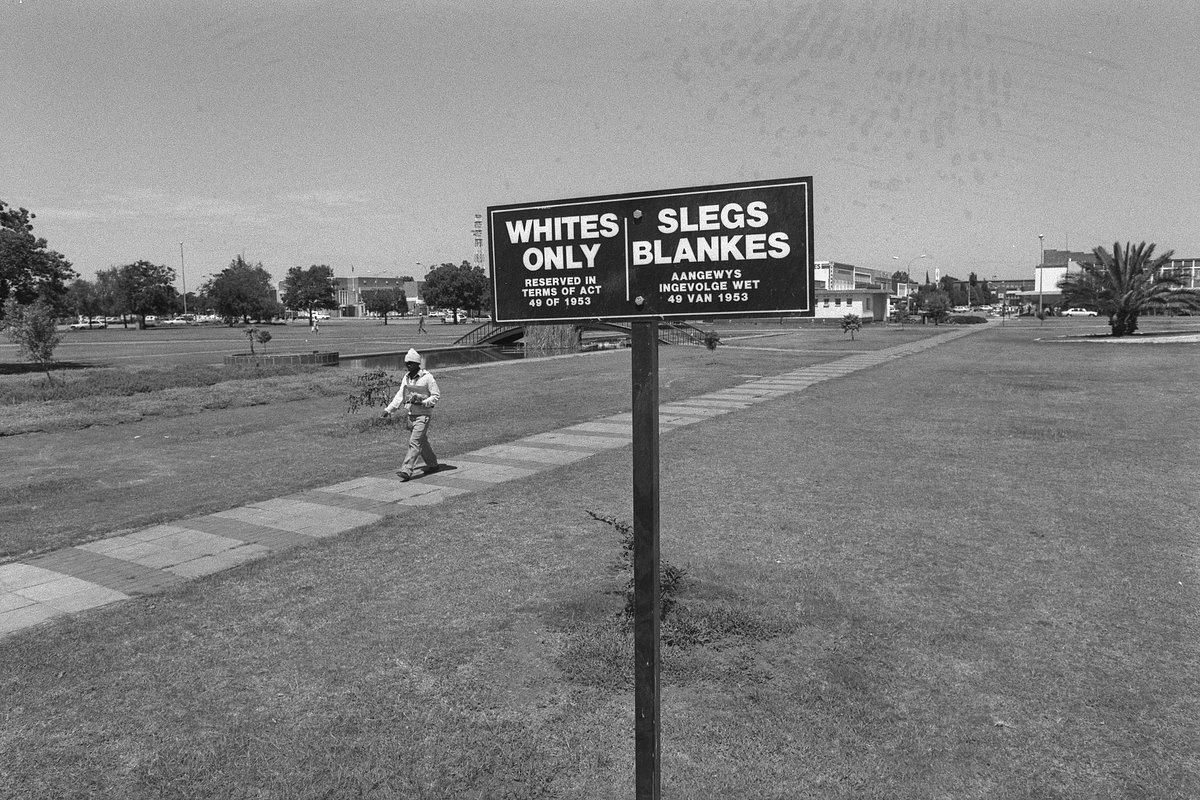 WHITES
ONLY
RESERVED IN
TERMS OF ACT
49 OF 1953
SLEGS
BLANKES
AANGEWYS
INGEVOLGE WET
49 VAN 1953